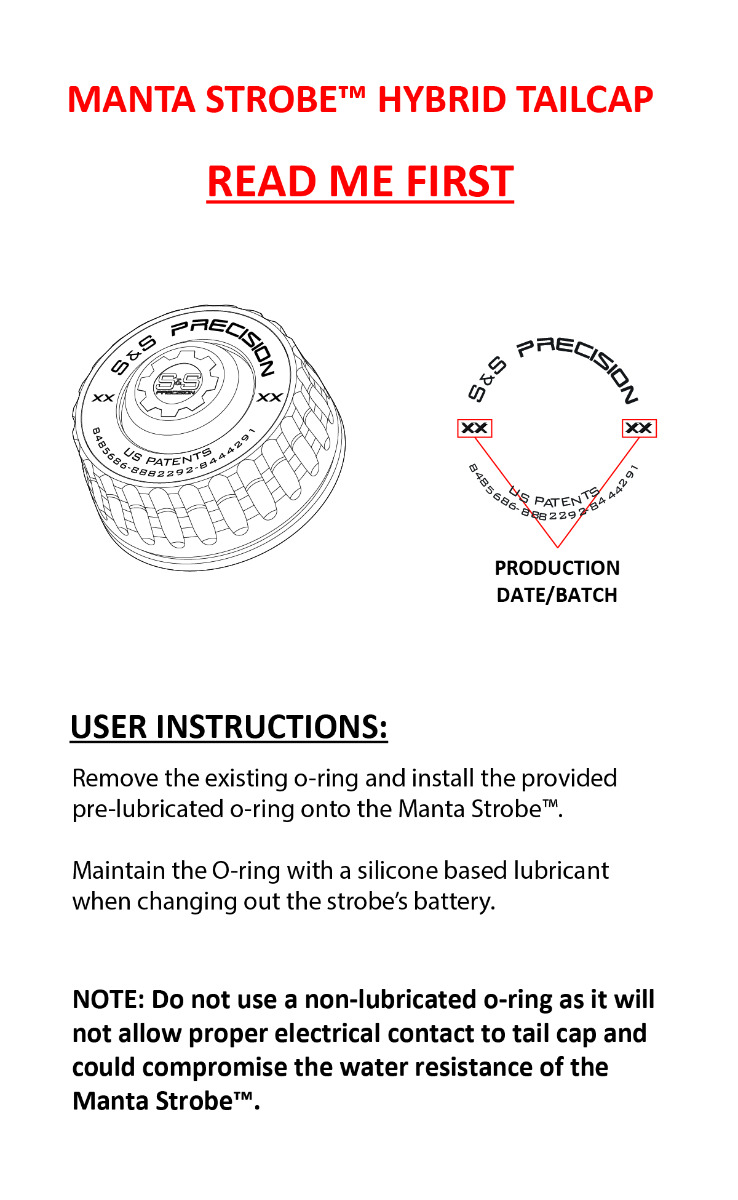 MANTA STROBE™ HYBRID TAILCAP
READ ME FIRST
S&S PRECISION
S&S
PRECISION
XX XX
US PATENTS
8485686-8882292-8444291
S&S PRECISION
XX XX
US PATENTS
8485686-8882292-8444291
PRODUCTION
DATE/BATCH
USER INSTRUCTIONS:
Remove the existing o-ring and install the provided
pre-lubricated o-ring onto the Manta Strobe™.
Maintain the O-ring with a silicone based lubricant
when changing out the strobe’s battery.
NOTE: Do not use a non-lubricated o-ring as it will
not allow proper electrical contact to tail cap and
could compromise the water resistance of the
Manta Strobe™.